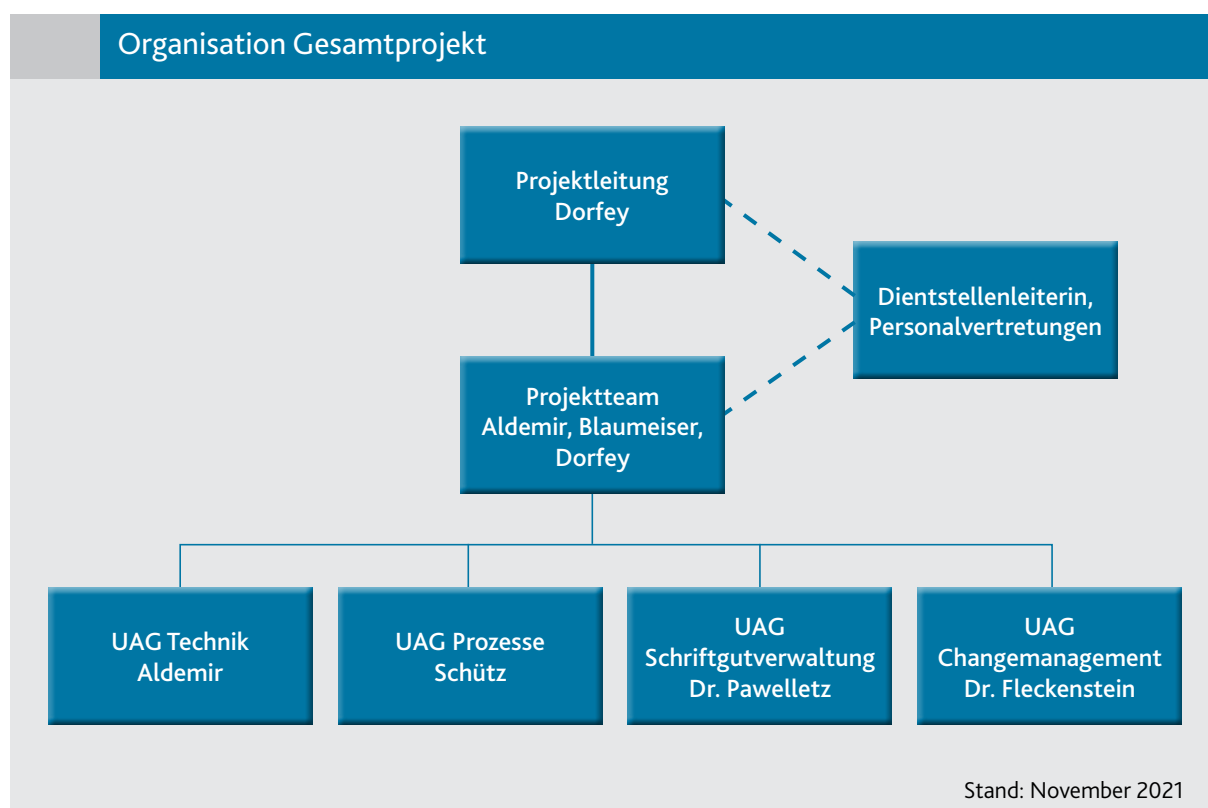 Organisation Gesamtprojekt
Projektleitung
Dorfey
Dientstellenleiterin,
Personalvertretungen
Projektteam
Aldemir, Blaumeiser,
Dorfey
UAG Technik
Aldemir
UAG Prozesse
Schütz
UAG
Schriftgutverwaltung
Dr. Pawelletz
UAG
Changemanagement
Dr. Fleckenstein
Stand: November 2021